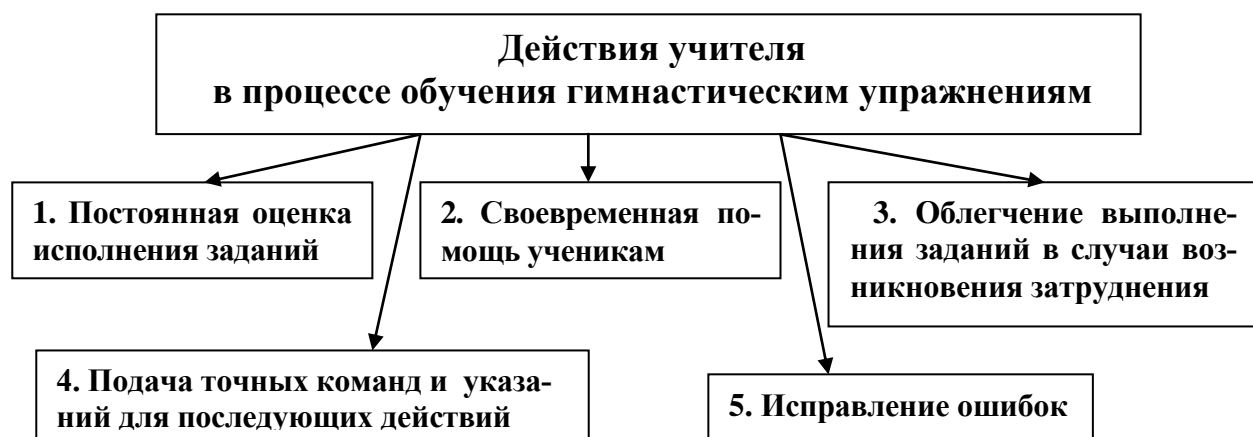 Действия учителя
в процессе обучения гимнастическим упражнениям
1. Постоянная оценка
исполнения заданий
2. Своевременная по-
мощь ученикам
3. Облегчение выполне-
ния заданий в случаи воз-
никновения затруднения
4. Подача точных команд и указа-
ний для последующих действий
5. Исправление ошибок